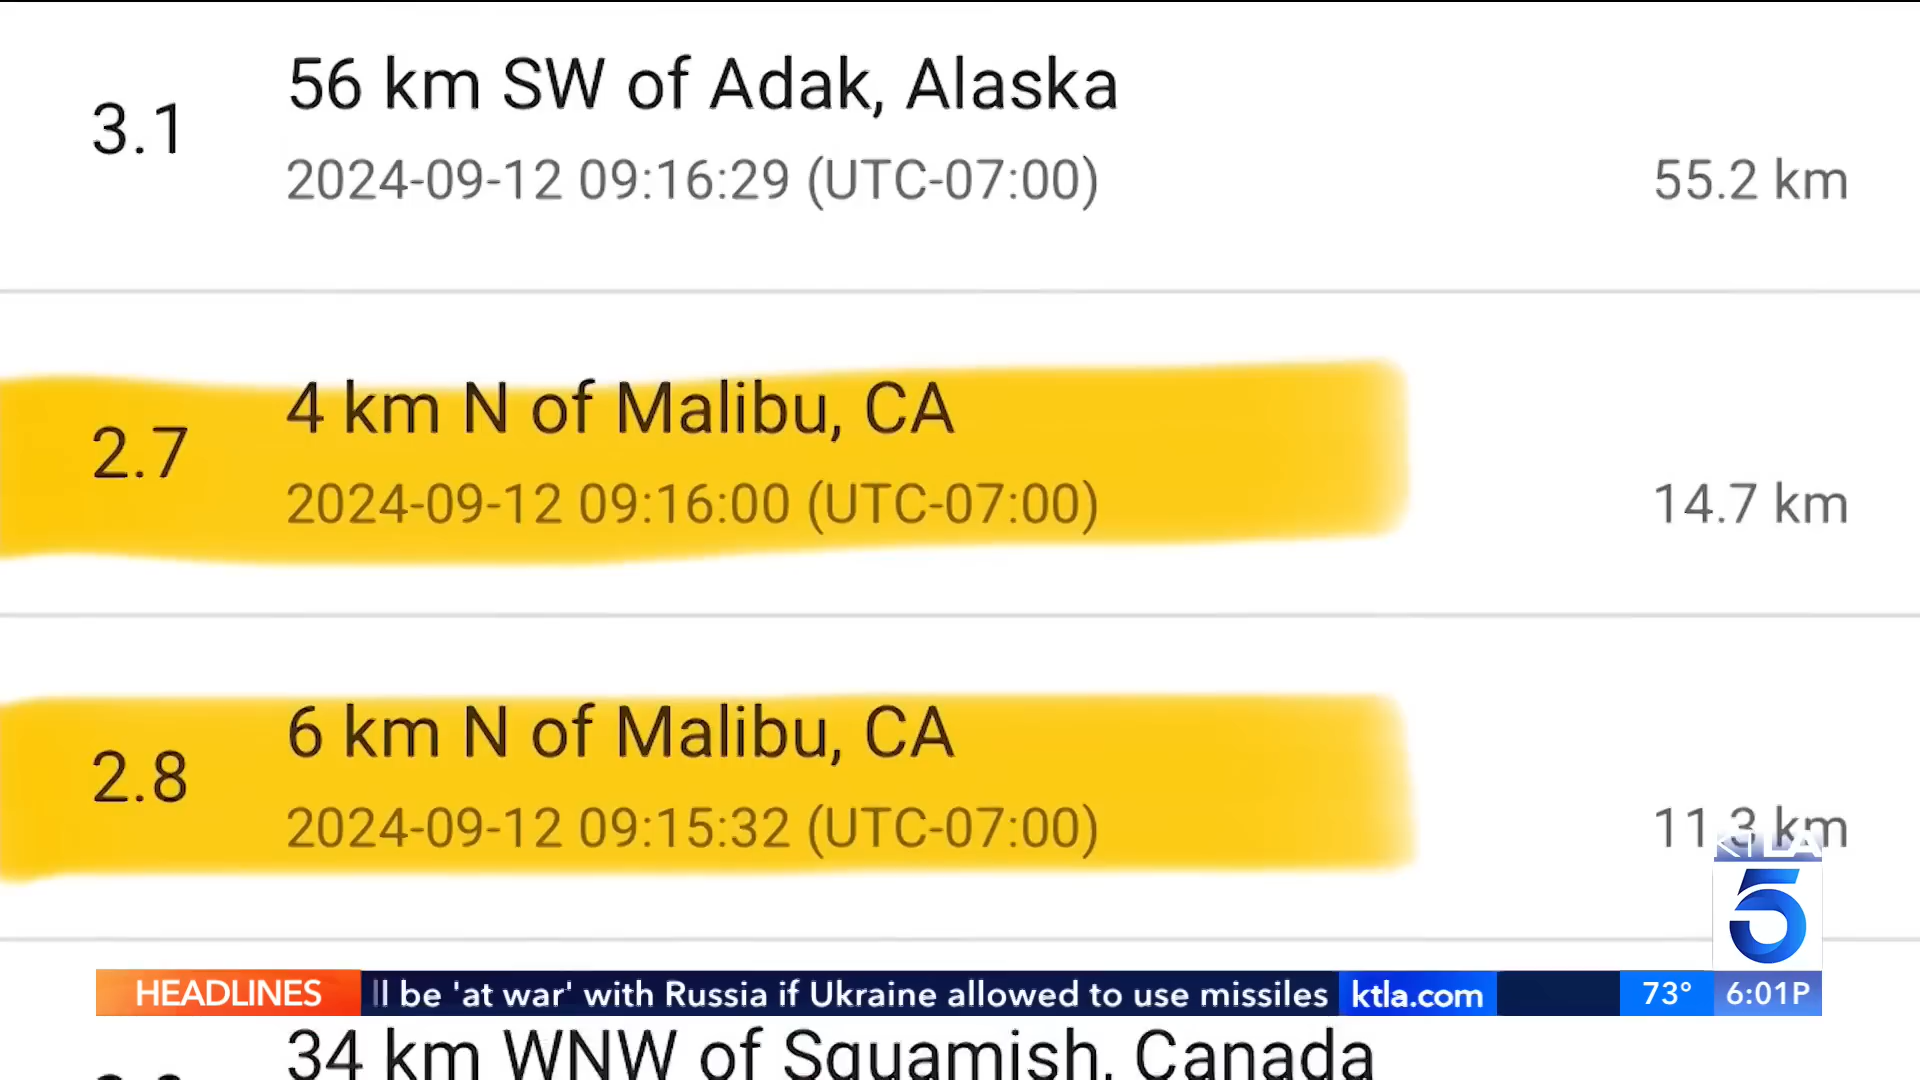 56 km SW of Adak, Alaska
3.1
2024-09-12 09:16:29 (UTC-07:00)
55.2 km
4 km N of Malibu, CA
2.7
2024-09-12 09:16:00 (UTC-07:00)
14.7 km
6 km N of Malibu, CA
2.8
2024-09-12 09:15:32 (UTC-07:00)
11.3 km
KTLA
5
HEADLINES
ll be 'at war' with Russia if Ukraine allowed to use missiles
ktla.com
73°
6:01P
34 km WNW of Squamish, Canada